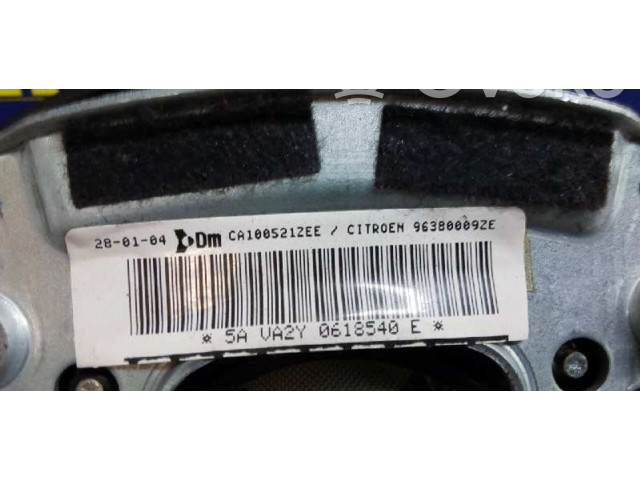 28-01-04 Dm CA100521ZEE / CITROEN 96380009ZE
* 5A VA2Y 0618540 E *